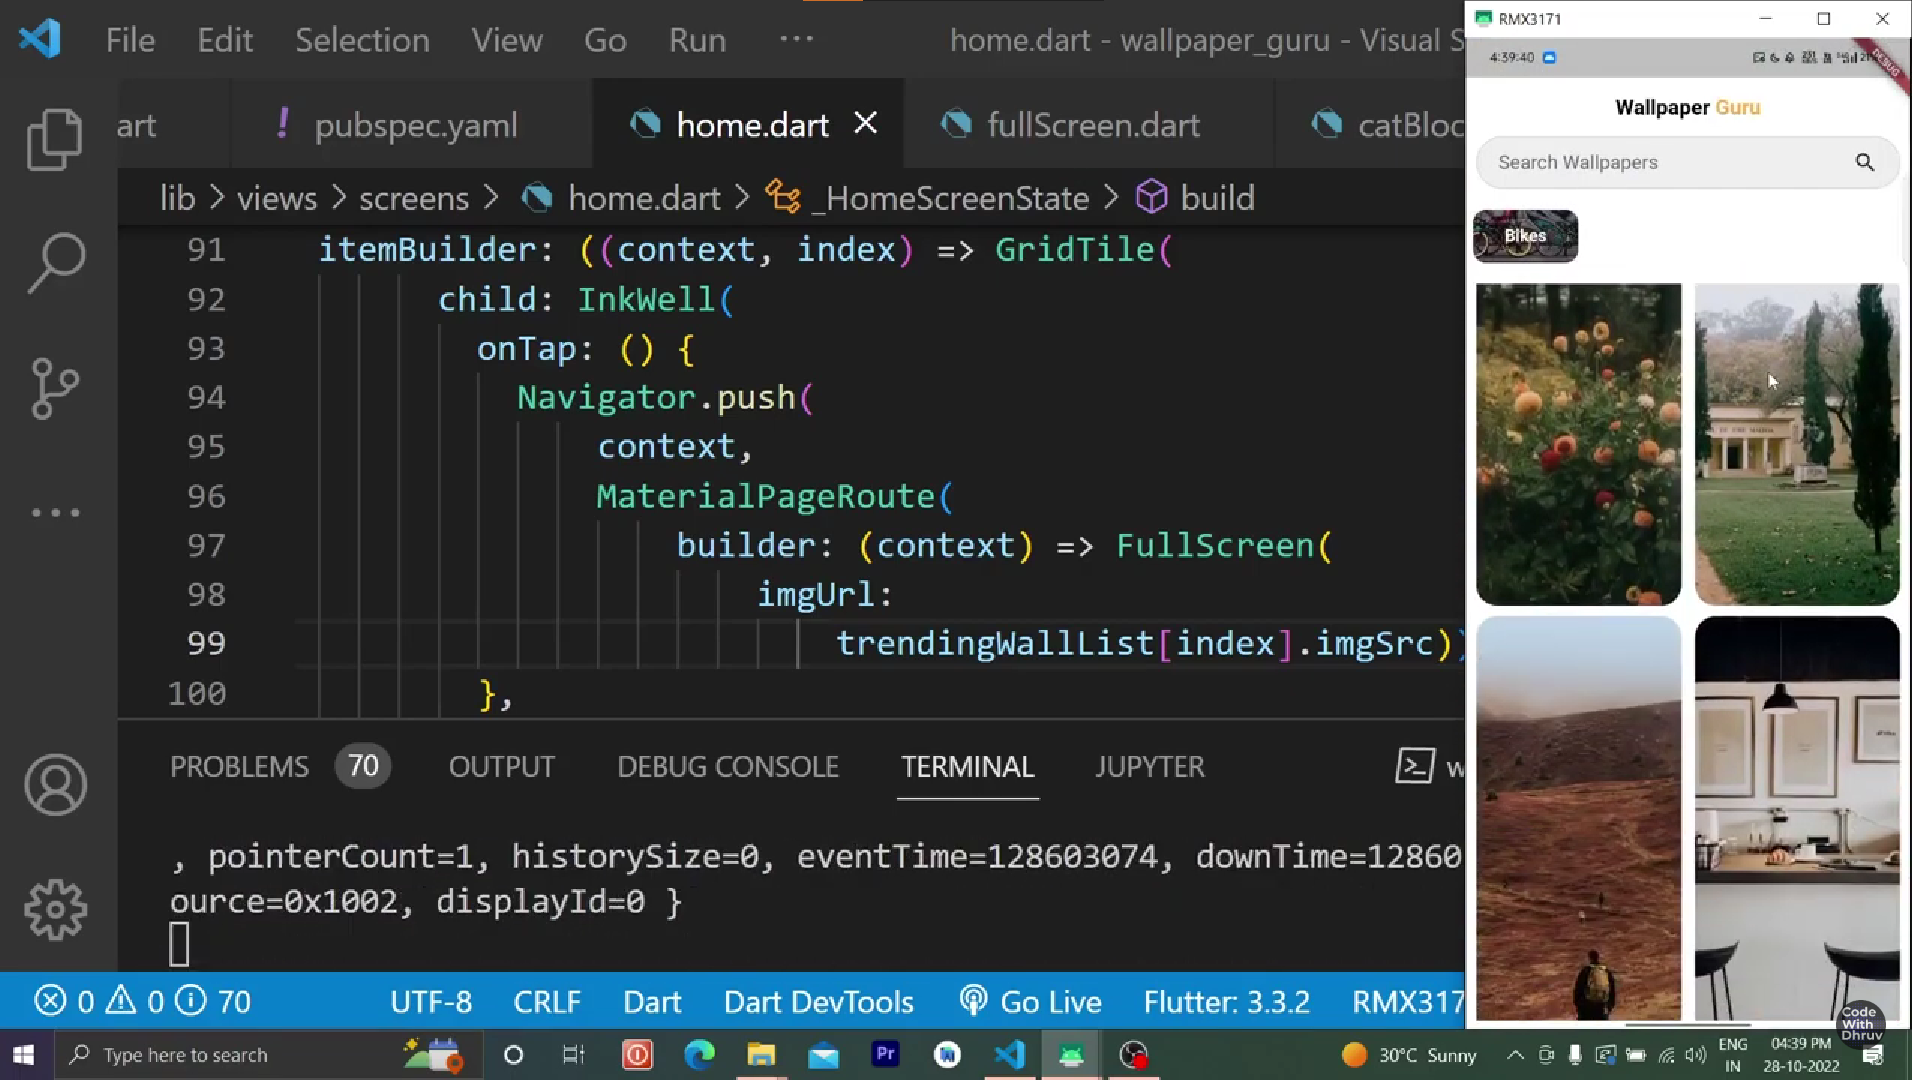 File Edit Selection View Go Run ··· home.dart - wallpaper_guru - Visual S
art
! pubspec.yaml
home.dart
fullScreen.dart
catBloc
lib > views > screens > home.dart > _HomeScreenState > build
91 itemBuilder: ((context, index) => GridTile(
92 child: InkWell(
93 onTap: () {
94 Navigator.push(
95 context,
96 MaterialPageRoute(
97 builder: (context) => FullScreen(
98 imgUrl:
99 trendingWallList[index].imgSrc))
100 },
PROBLEMS 70 OUTPUT DEBUG CONSOLE TERMINAL JUPYTER w
, pointerCount=1, historySize=0, eventTime=128603074, downTime=12860
ource=0x1002, displayId=0 }
0 0 70 UTF-8 CRLF Dart Dart DevTools Go Live Flutter: 3.3.2 RMX317
RMX3171
4:39:40
DEBUG
Wallpaper Guru
Search Wallpapers
Bikes
Code
With
Dhruv
Type here to search
Pr
30°C Sunny
ENG
IN
04:39 PM
28-10-2022